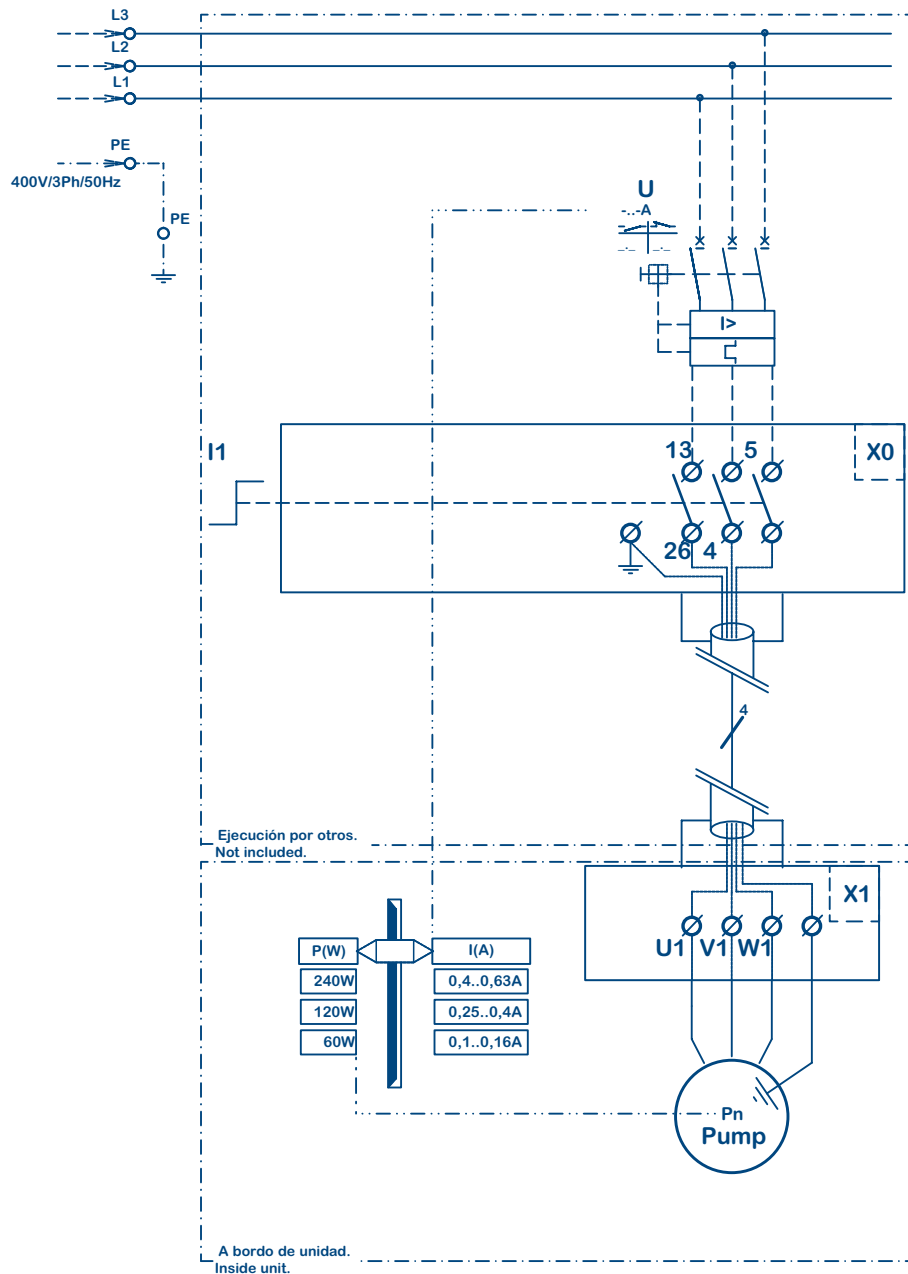 L3
L2
L1
PE
400V/3Ph/50Hz
PE
U
-..-A
-.- -.-
I>
I1
13 5
X0
26 4
4
Ejecución por otros.
Not included.
X1
U1 V1 W1
P(W) I(A)
240W 0,4..0,63A
120W 0,25..0,4A
60W 0,1..0,16A
Pn
Pump
A bordo de unidad.
Inside unit.